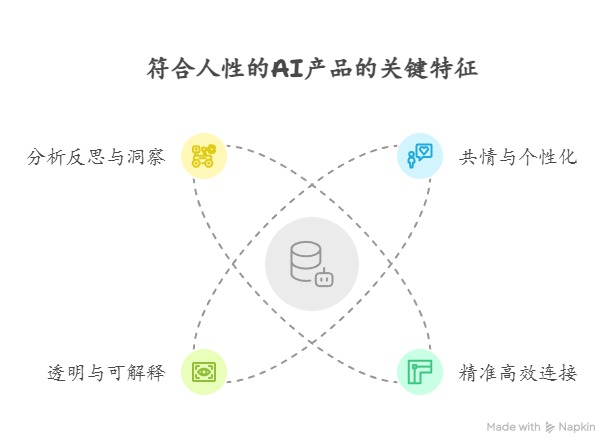 符合人性的AI产品的关键特征
分析反思与洞察
共情与个性化
透明与可解释
精准高效连接
Made with Napkin